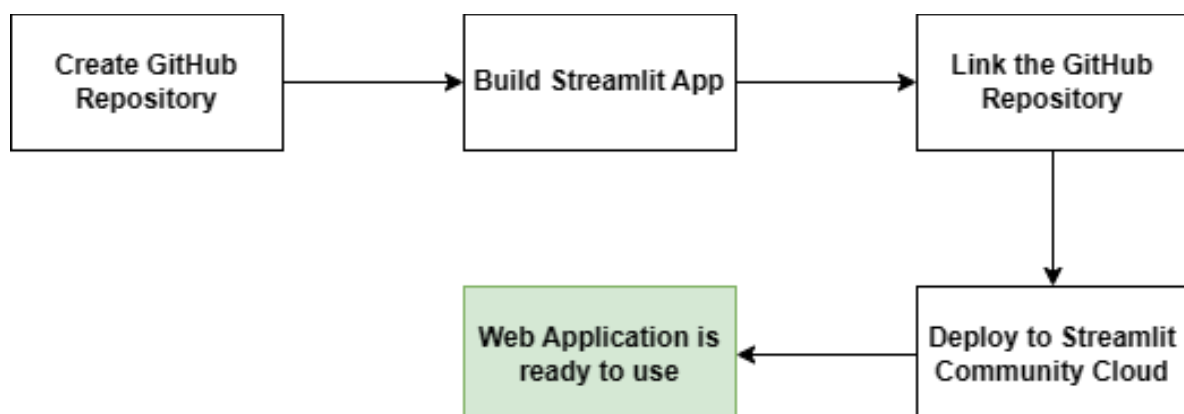 Create GitHub
Repository
Build Streamlit App
Link the GitHub
Repository
Deploy to Streamlit
Community Cloud
Web Application is
ready to use